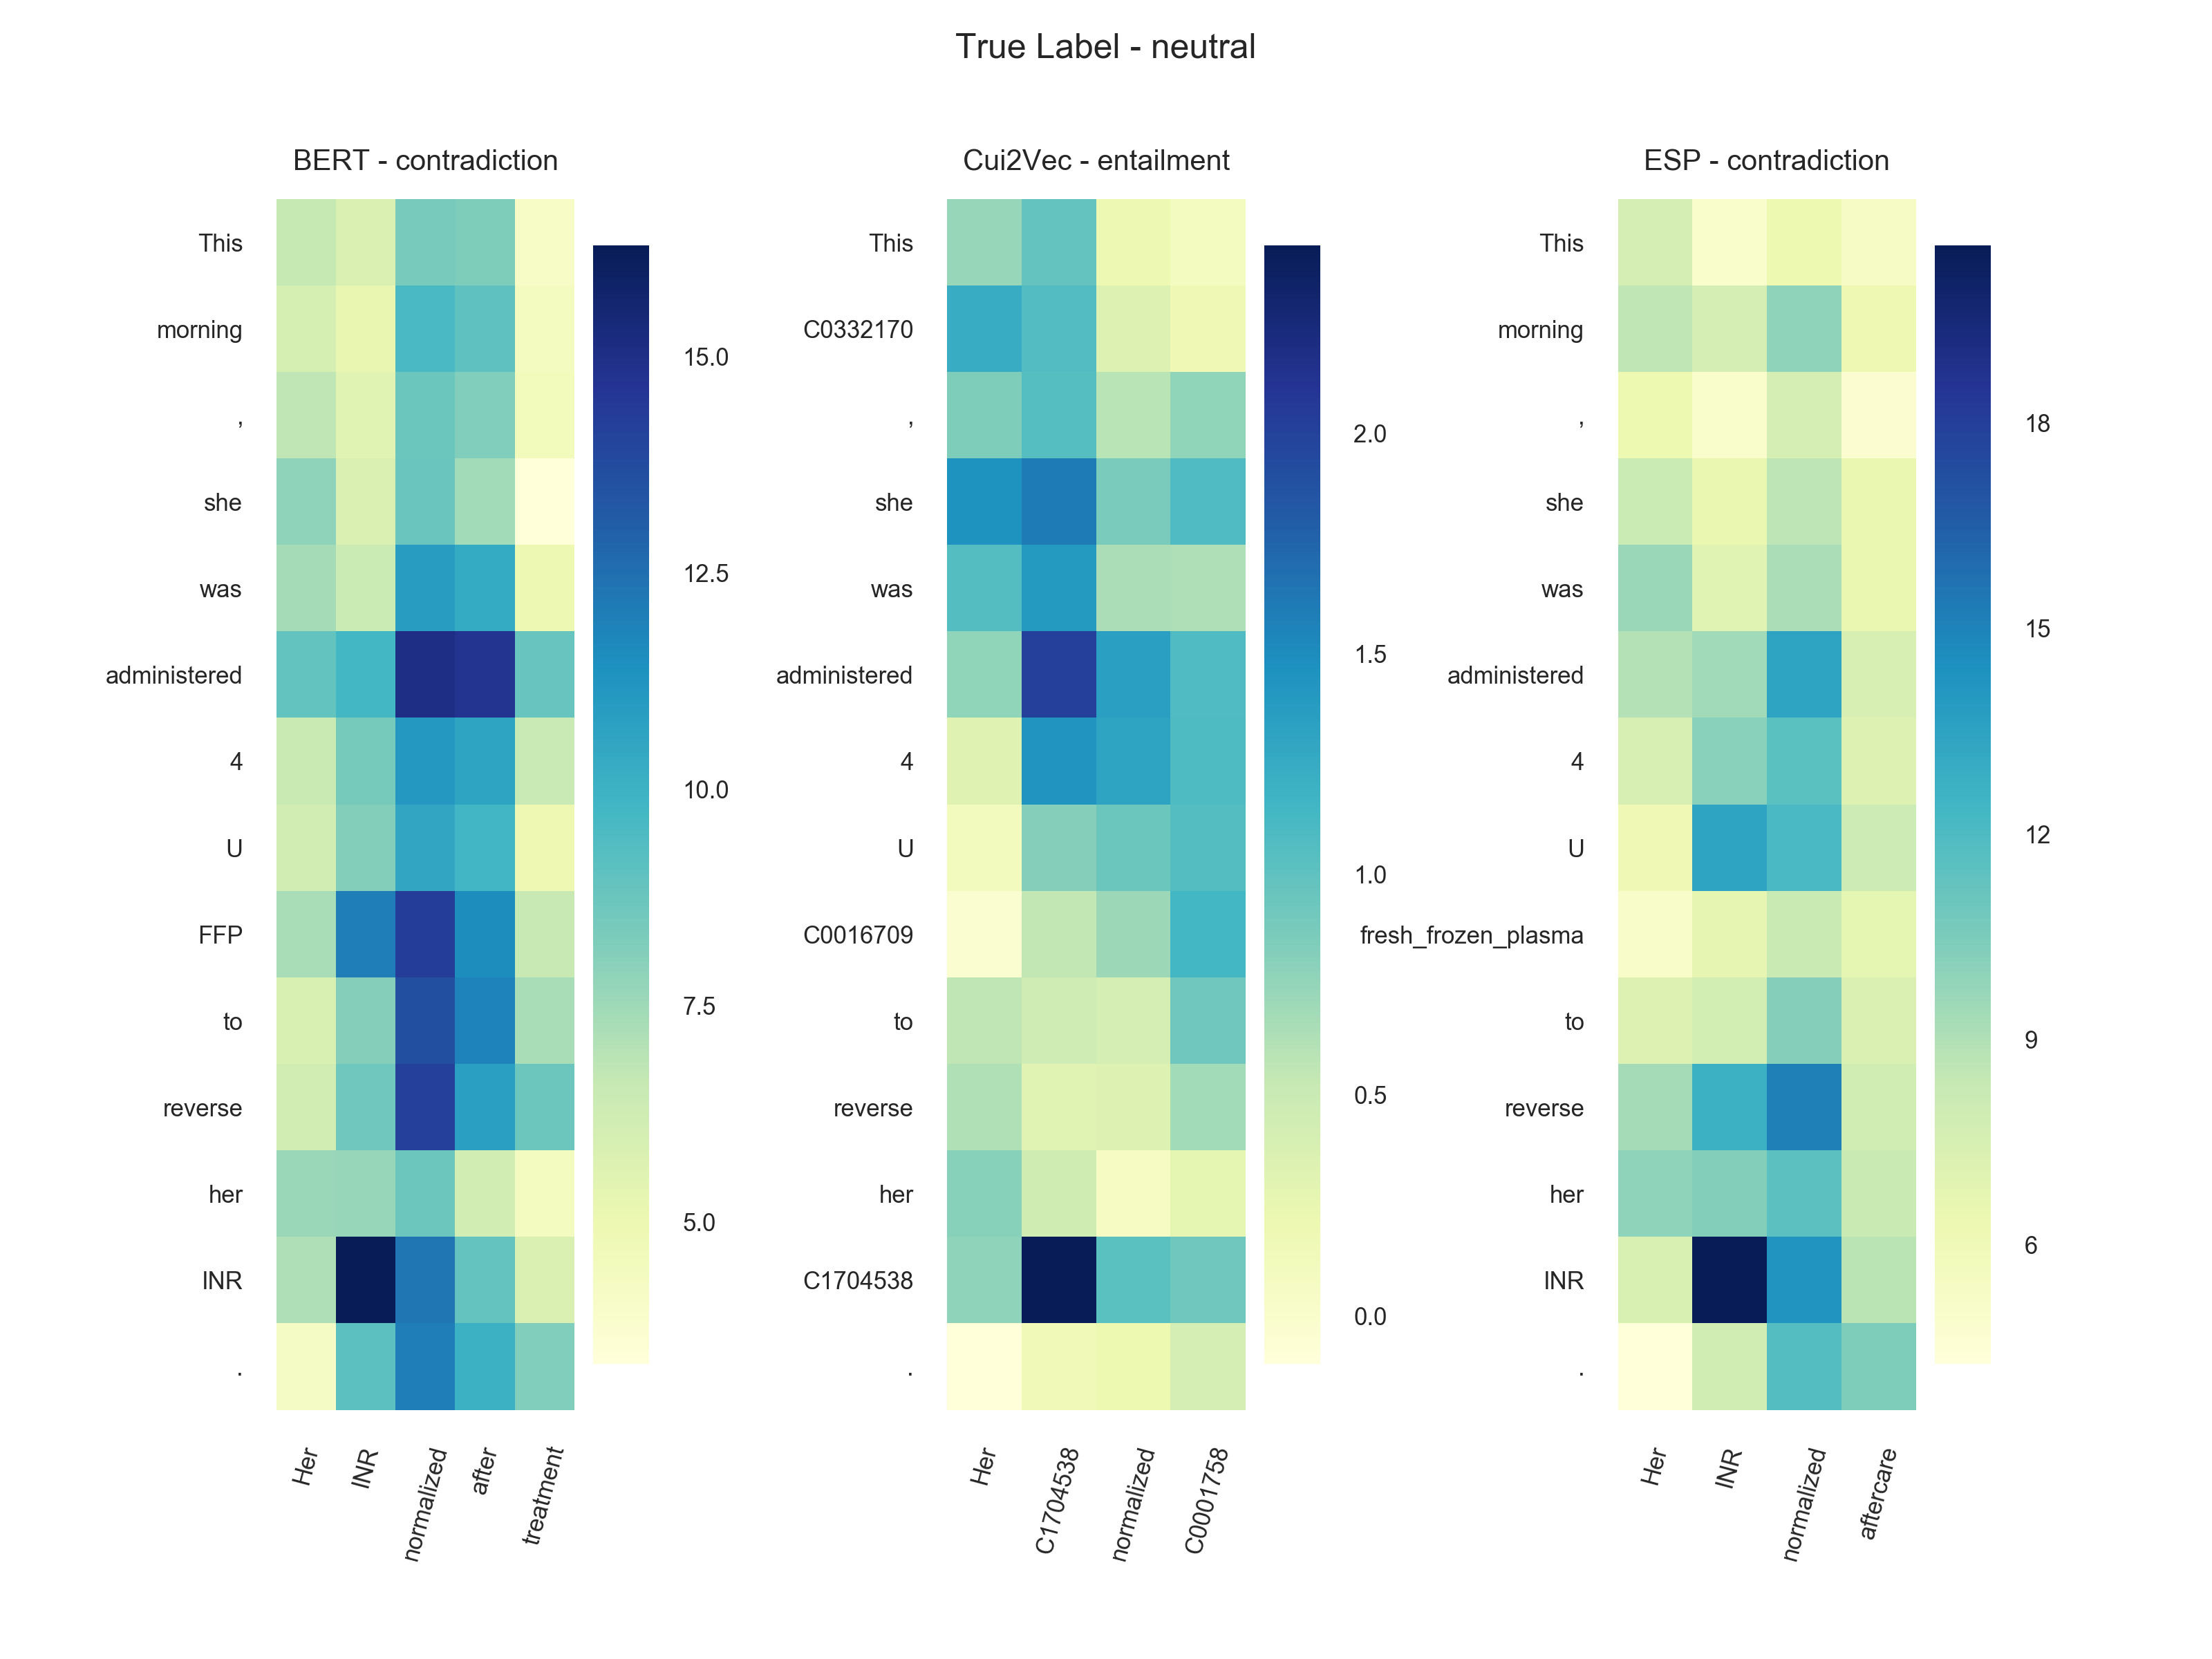 True Label - neutral
BERT - contradiction
This
morning
,
she
was
administered
4
U
FFP
to
reverse
her
INR
.
Her
INR
normalized
after
treatment
15.0
12.5
10.0
7.5
5.0
Cui2Vec - entailment
This
C0332170
,
she
was
administered
4
U
C0016709
to
reverse
her
C1704538
.
Her
C1704538
normalized
C0001758
2.0
1.5
1.0
0.5
0.0
ESP - contradiction
This
morning
,
she
was
administered
4
U
fresh_frozen_plasma
to
reverse
her
INR
.
Her
INR
normalized
aftercare
18
15
12
9
6